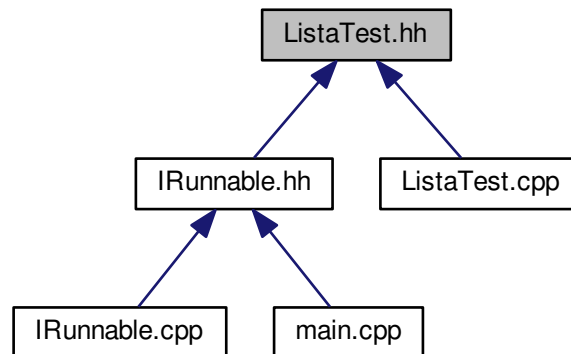 ListaTest.hh
IRunnable.hh
ListaTest.cpp
IRunnable.cpp
main.cpp